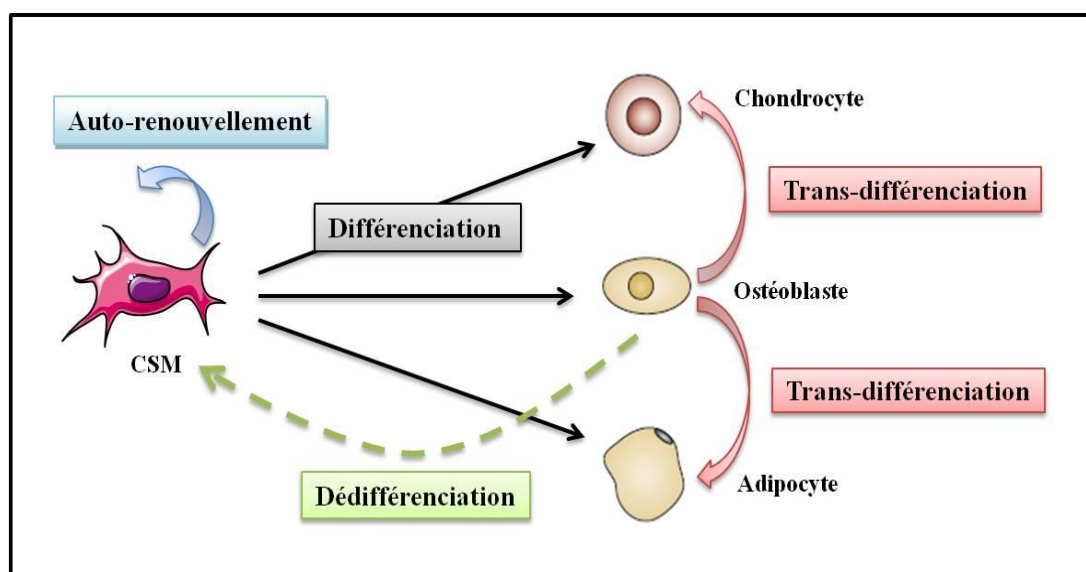 Auto-renouvellement
Chondrocyte
Trans-différenciation
Différenciation
Ostéoblaste
CSM
Trans-différenciation
Dédifférenciation
Adipocyte